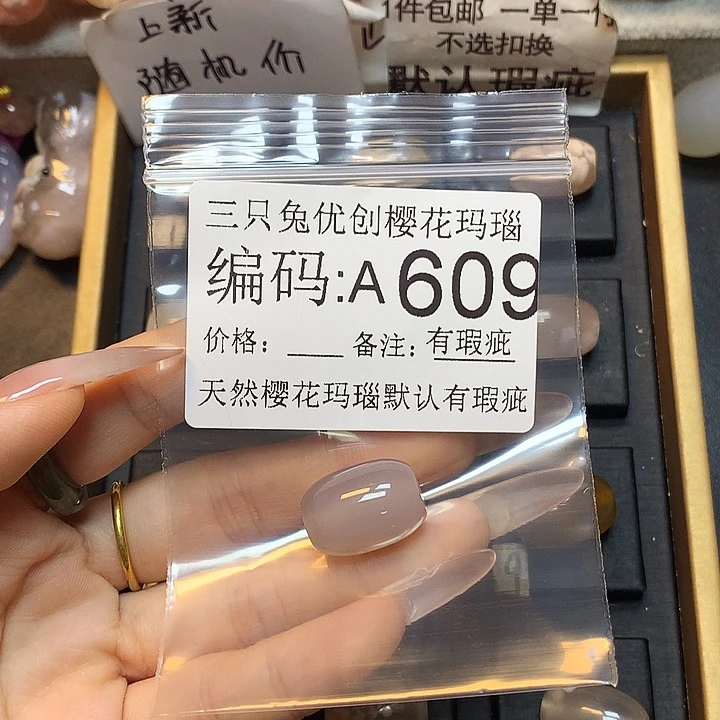 上新
随机价
件包邮 一单一件
不选扣换
默认瑕疵
三只兔优创樱花玛瑙
编码:A609
价格: ____ 备注: 有瑕疵
天然樱花玛瑙默认有瑕疵